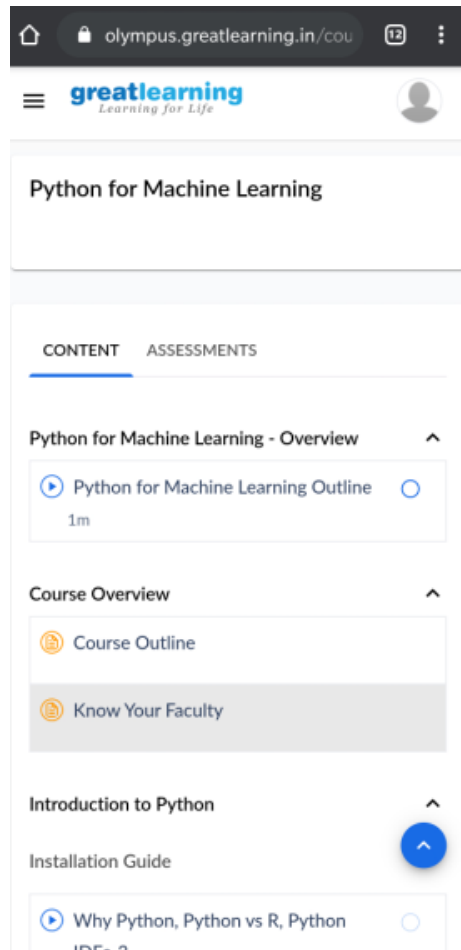 olympus.greatlearning.in/cou
12
greatlearning
Learning for Life
Python for Machine Learning
CONTENT ASSESSMENTS
Python for Machine Learning - Overview
Python for Machine Learning Outline
1m
Course Overview
Course Outline
Know Your Faculty
Introduction to Python
Installation Guide
Why Python, Python vs R, Python